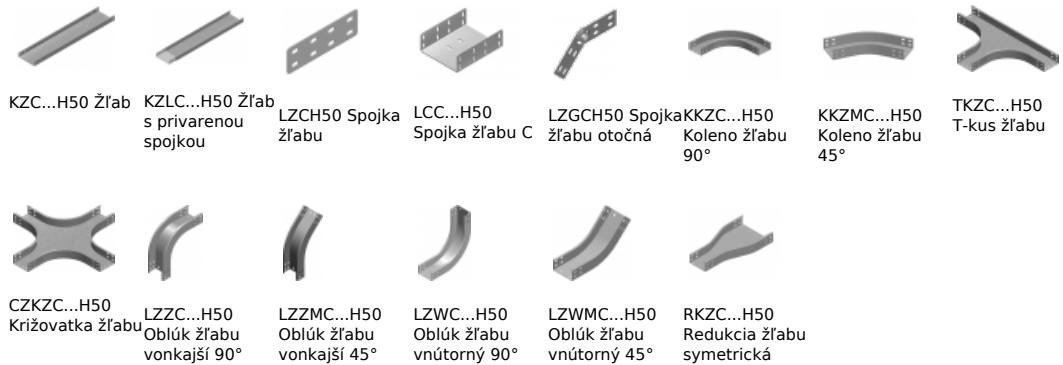 KZC...H50 Žľab
KZLC...H50 Žľab
s privarenou
spojkou
LZCH50 Spojka
žľabu
LCC...H50
Spojka žľabu C
LZGCH50 Spojka
žľabu otočná
KKZC...H50
Koleno žľabu
90°
KKZMC...H50
Koleno žľabu
45°
TKZC...H50
T-kus žľabu
CZKZC...H50
Križovatka žľabu
LZZC...H50
Oblúk žľabu
vonkajší 90°
LZZMC...H50
Oblúk žľabu
vonkajší 45°
LZWC...H50
Oblúk žľabu
vnútorný 90°
LZWMC...H50
Oblúk žľabu
vnútorný 45°
RKZC...H50
Redukcia žľabu
symetrická